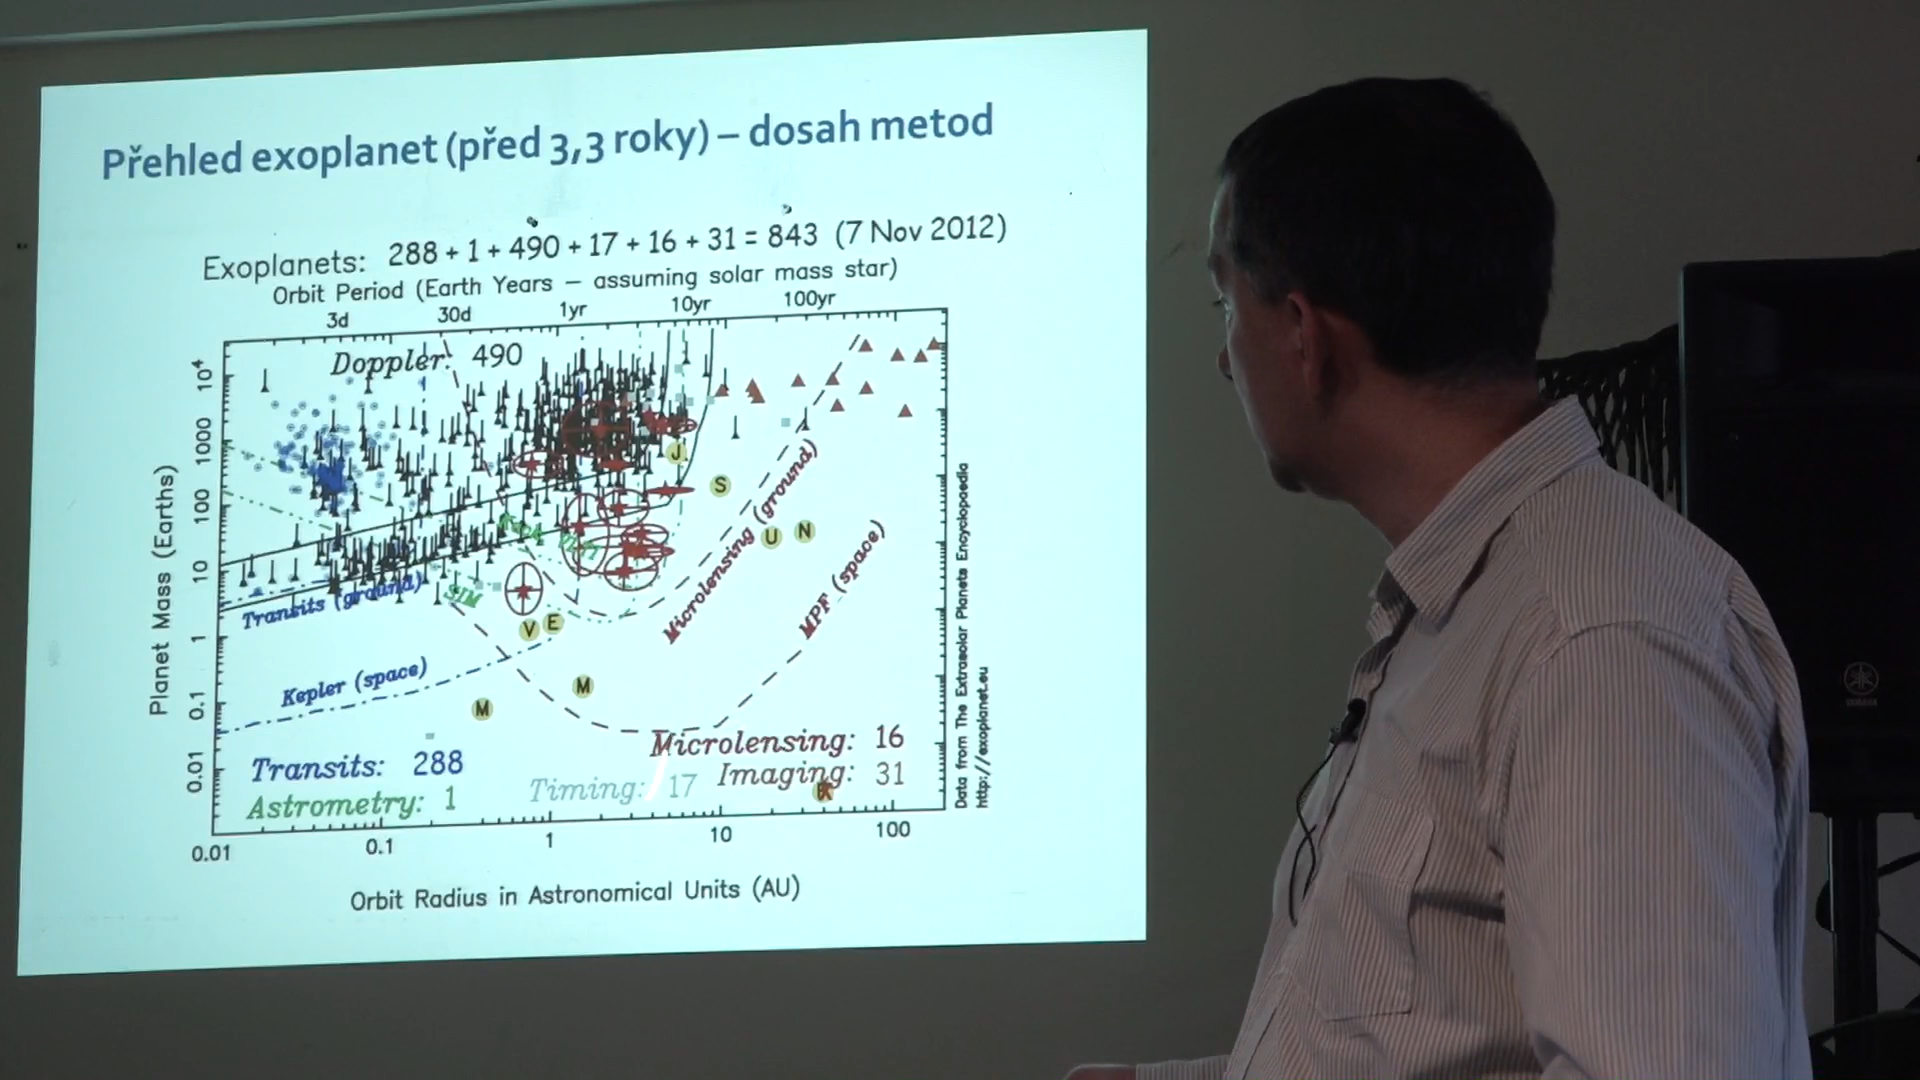 Přehled exoplanet (před 3,3 roky) – dosah metod
Exoplanets: 288 + 1 + 490 + 17 + 16 + 31 = 843 (7 Nov 2012)
Orbit Period (Earth Years – assuming solar mass star)
3d 30d 1yr 10yr 100yr
Doppler: 490
Planet Mass (Earths)
10⁴
1000
100
10
1
0.1
0.01
J
S
U N
V E
M
M
SIM
Transits (ground)
Kepler (space)
Microlensing (ground)
MPF (space)
Transits: 288
Astrometry: 1
Timing: 17
Microlensing: 16
Imaging: 31
0.01 0.1 1 10 100
Orbit Radius in Astronomical Units (AU)
Data from The Extrasolar Planets Encyclopaedia
http://exoplanet.eu
YAMAHA